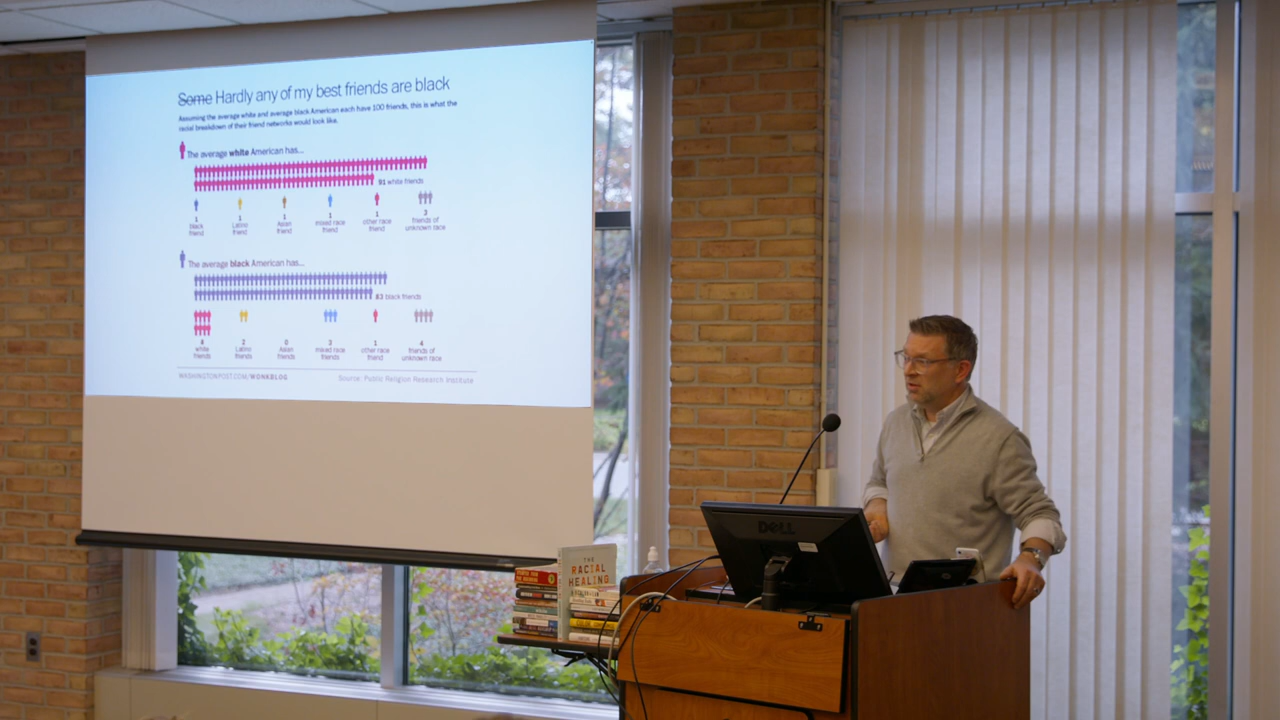 Some Hardly any of my best friends are black
Assuming the average white and average black American each have 100 friends, this is what the
racial breakdown of their friend networks would look like.
The average white American has...
91 white friends
1 1 1 1 1 3
black Latino Asian mixed race other race friends of
friend friend friend friend friend unknown race
The average black American has...
83 black friends
8 2 0 3 1 4
white Latino Asian mixed race other race friends of
friends friends friends friends friend unknown race
WASHINGTONPOST.COM/WONKBLOG Source: Public Religion Research Institute
DELL
THE
RACIAL
HEALING